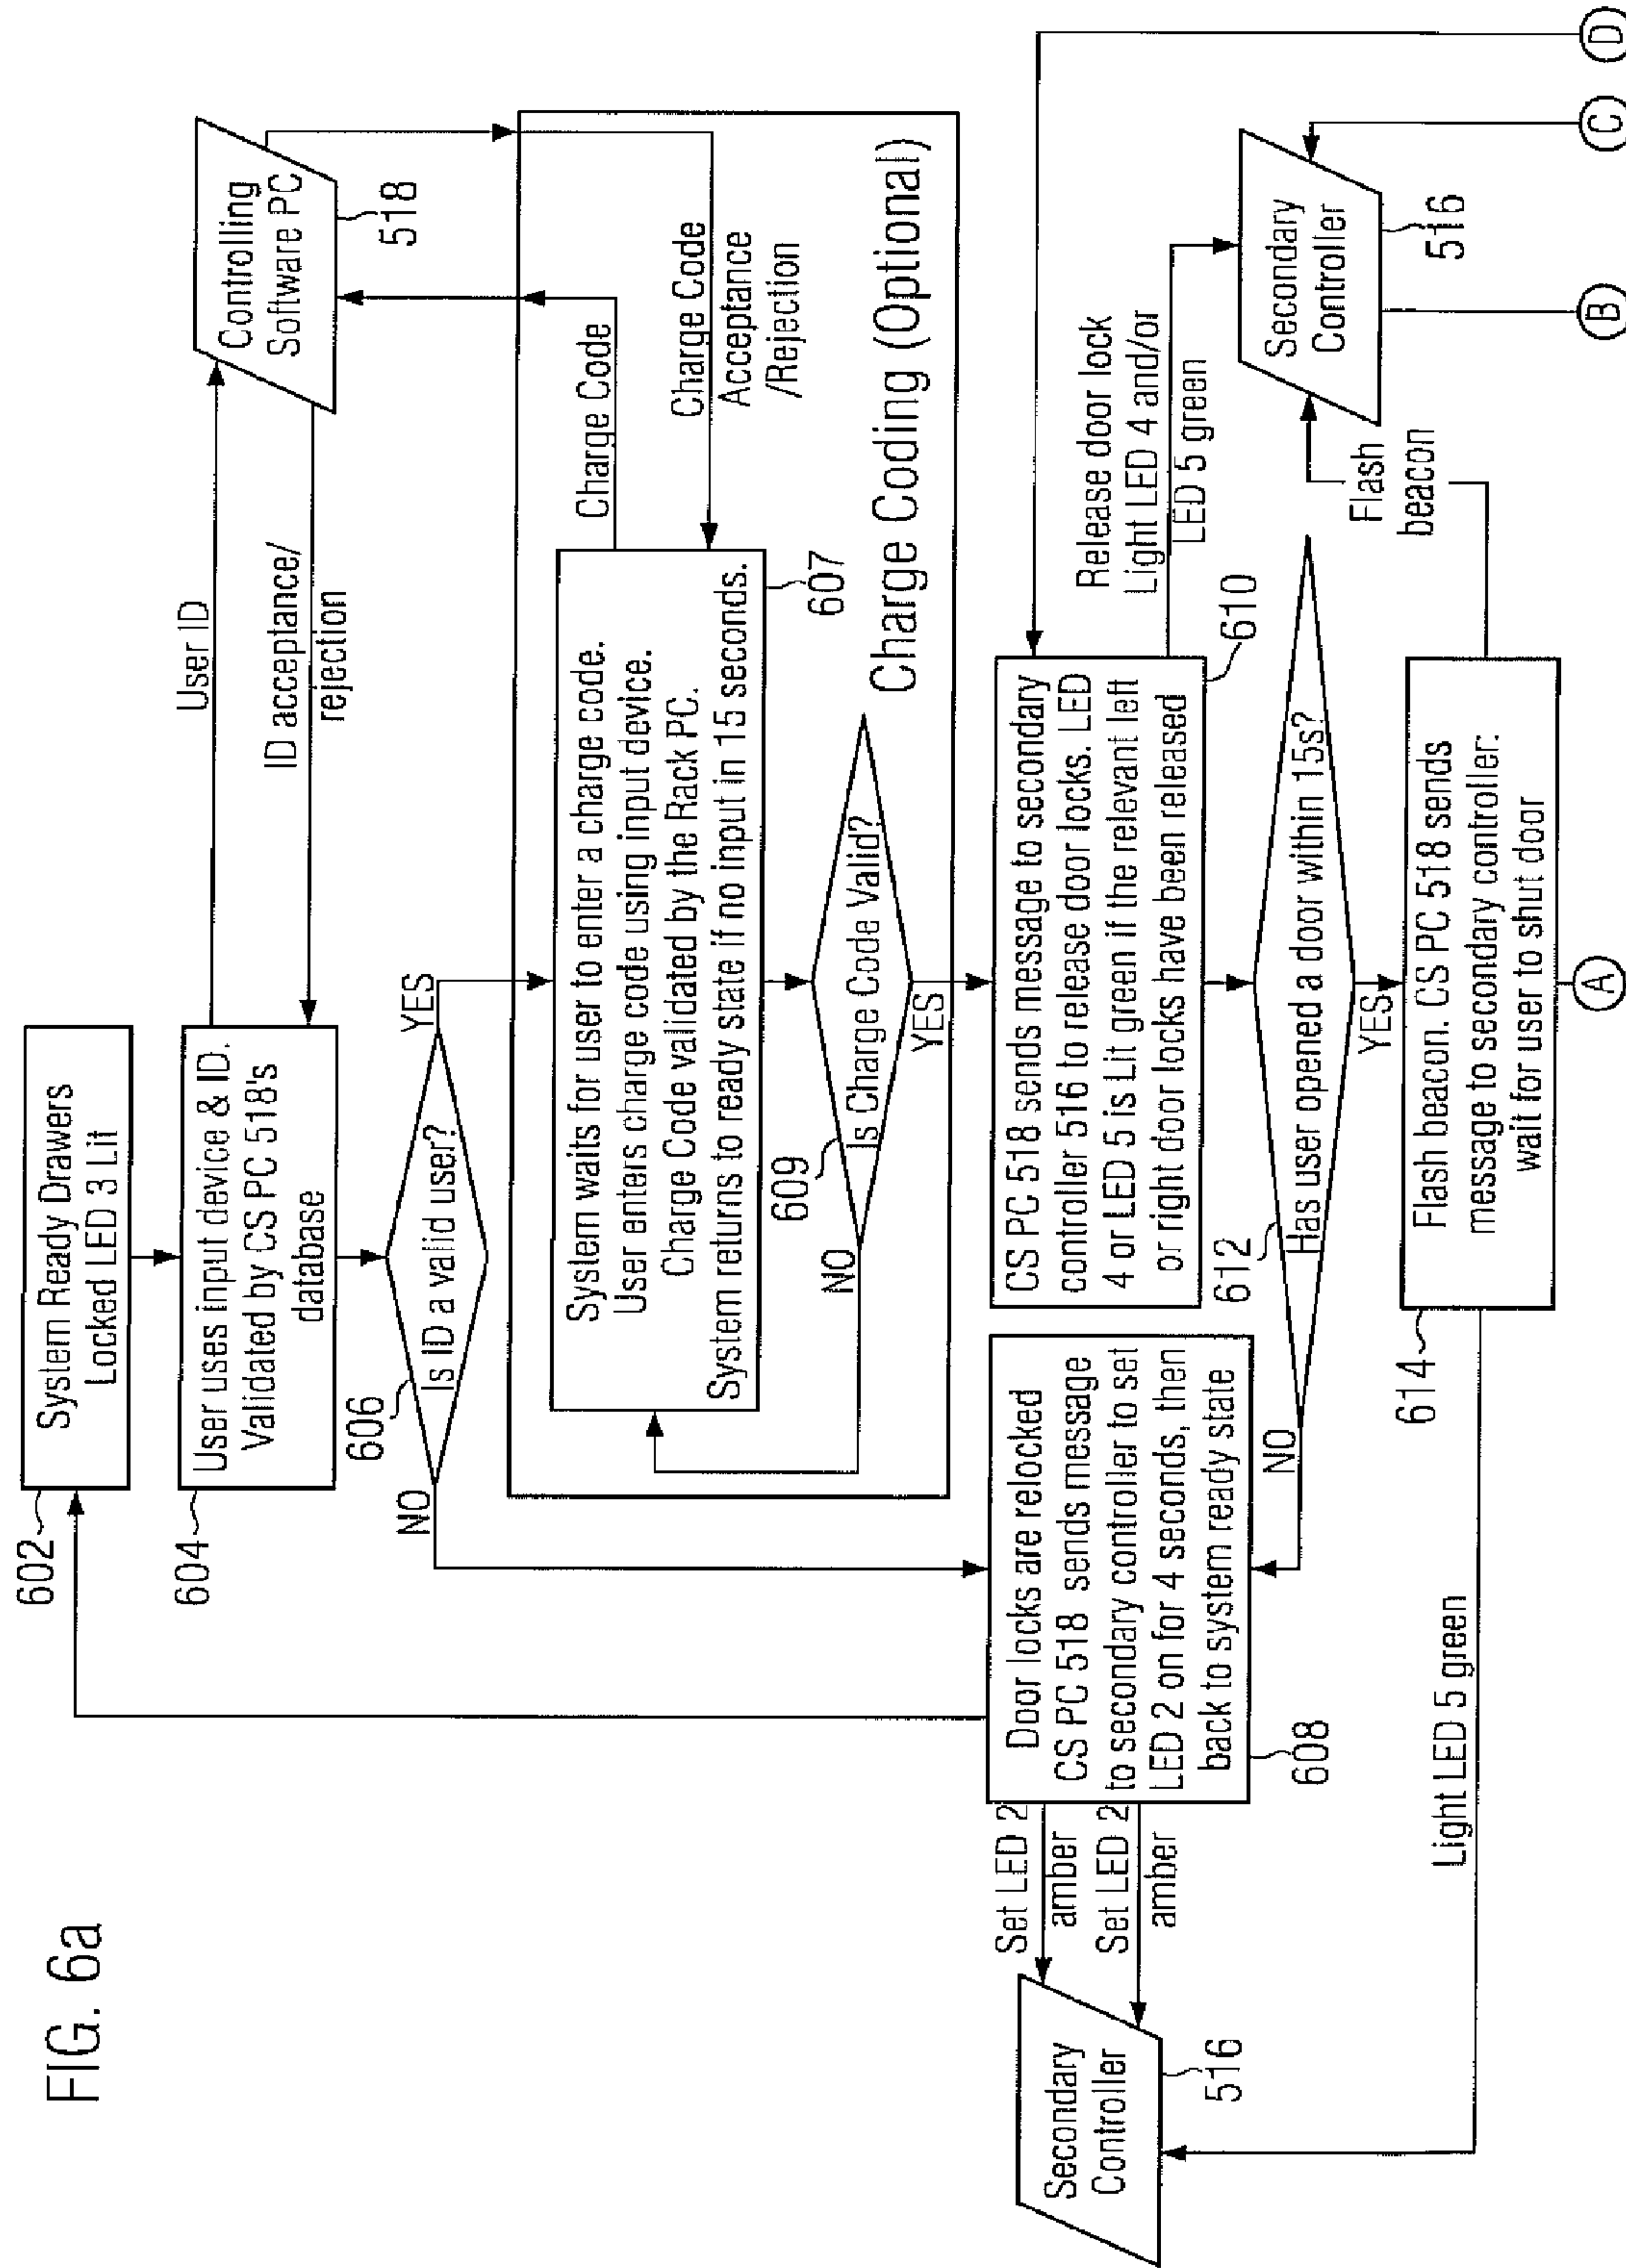 FIG. 6a
602
System Ready Drawers
Locked LED 3 Lit
604
User uses input device & ID.
Validated by CS PC 518's
database
User ID
ID acceptance/
rejection
Controlling
Software PC
518
606
Is ID a valid user?
NO
YES
System waits for user to enter a charge code.
User enters charge code using input device.
Charge Code validated by the Rack PC.
System returns to ready state if no input in 15 seconds.
607
Charge Code
Charge Code
Acceptance
/Rejection
609
Is Charge Code Valid?
NO
YES
Charge Coding (Optional)
Door locks are relocked
CS PC 518 sends message
to secondary controller to set
LED 2 on for 4 seconds, then
back to system ready state
608
Set LED 2
amber
Set LED 2
amber
Secondary
Controller
516
CS PC 518 sends message to secondary
controller 516 to release door locks. LED
4 or LED 5 is Lit green if the relevant left
or right door locks have been released
610
Release door lock
Light LED 4 and/or
LED 5 green
Secondary
Controller
516
612
Has user opened a door within 15s?
NO
YES
Flash
beacon
614
Flash beacon. CS PC 518 sends
message to secondary controller:
wait for user to shut door
Light LED 5 green
A
B
C
D